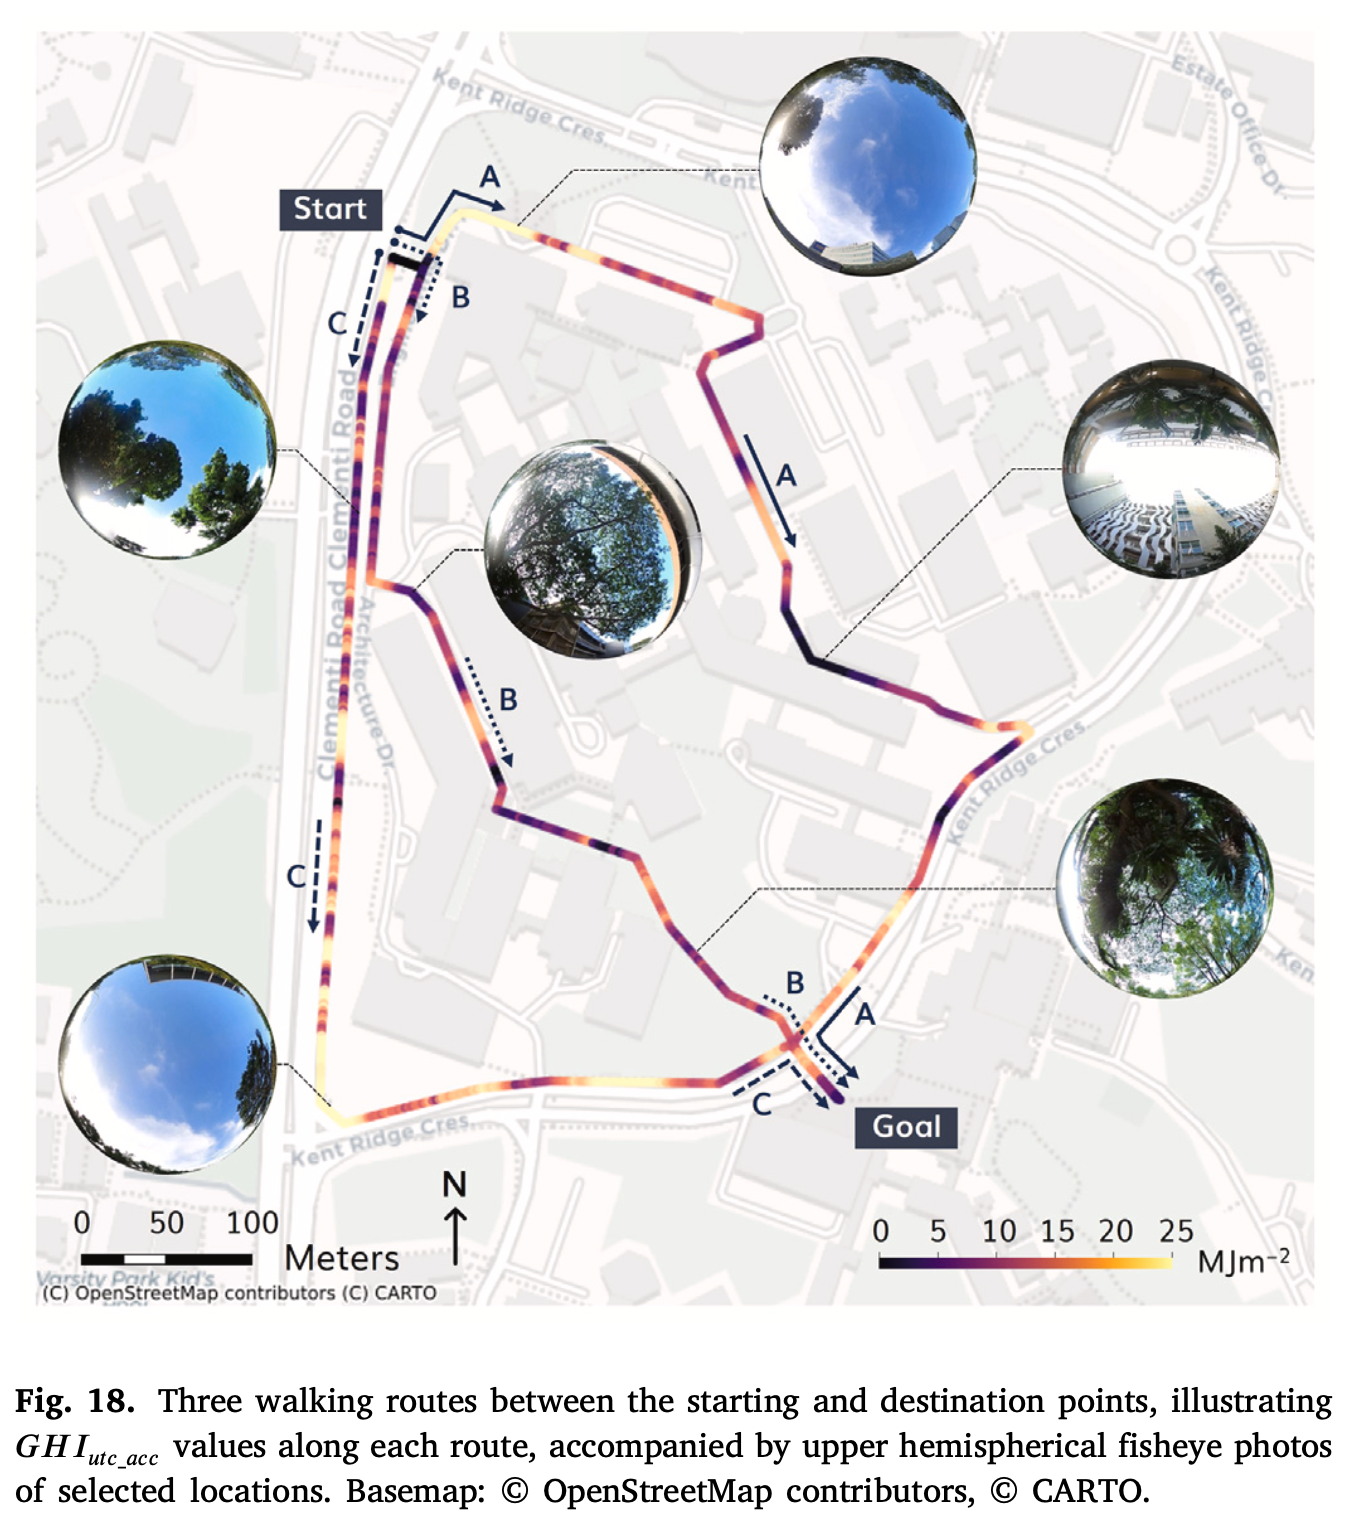 Kent Ridge Cres.
Estate Office Dr
Kent
A
Start
B
C
Kent Ridge C
Clementi Road Clementi Road
A
B
Architecture Dr
Kent Ridge Cres.
C
Ken
B
A
C
Goal
Kent Ridge Cres.
N
0 50 100
Meters
0 5 10 15 20 25
MJm⁻²
Varsity Park Kid's
(C) OpenStreetMap contributors (C) CARTO
Fig. 18. Three walking routes between the starting and destination points, illustrating
GHI_utc_acc values along each route, accompanied by upper hemispherical fisheye photos
of selected locations. Basemap: © OpenStreetMap contributors, © CARTO.